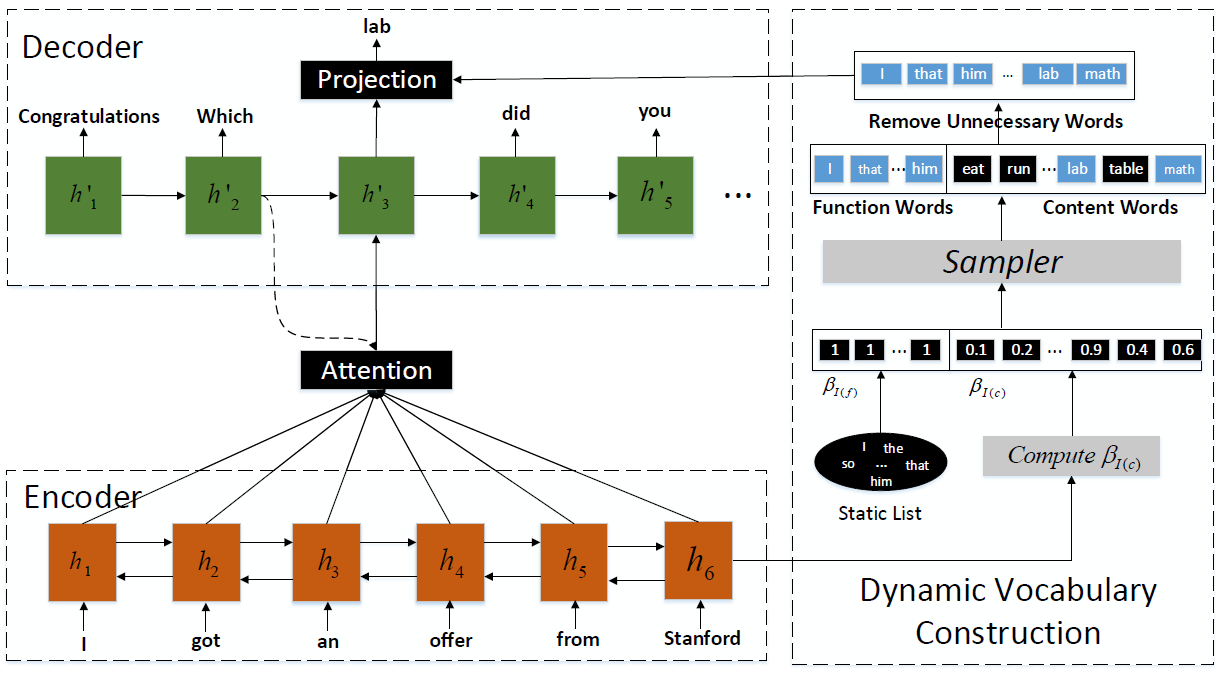 Decoder
lab
Projection
Congratulations
Which
did
you
h'1
h'2
h'3
h'4
h'5
...
Attention
Encoder
h1
h2
h3
h4
h5
h6
I
got
an
offer
from
Stanford
I that him ... lab math
Remove Unnecessary Words
I that ... him eat run ... lab table math
Function Words
Content Words
Sampler
1 1 ... 1 0.1 0.2 ... 0.9 0.4 0.6
βI(f)
βI(c)
I the
so ... that
him
Compute βI(c)
Static List
Dynamic Vocabulary
Construction